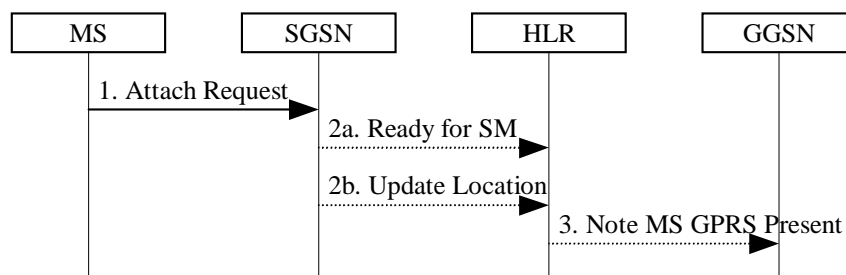 MS
SGSN
HLR
GGSN
1. Attach Request
2a. Ready for SM
2b. Update Location
3. Note MS GPRS Present